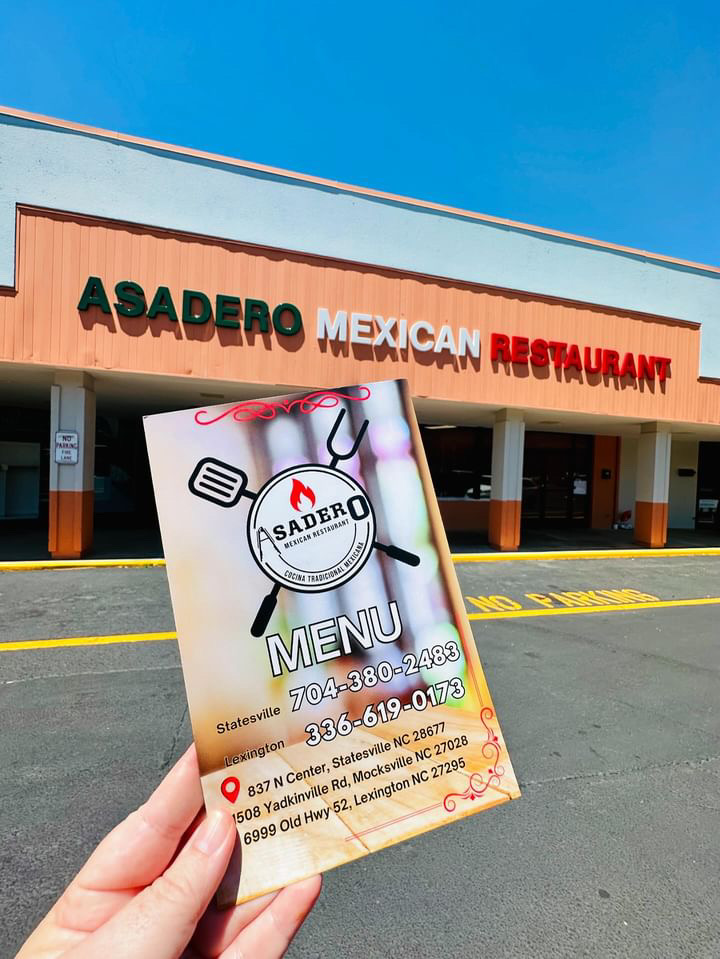 ASADERO MEXICAN RESTAURANT
NO
PARKING
FIRE
LANE
NO PARKING
ASADERO
MEXICAN RESTAURANT
COCINA TRADICIONAL MEXICANA
MENU
Statesville 704-380-2483
Lexington 336-619-0173
837 N Center, Statesville NC 28677
1508 Yadkinville Rd, Mocksville NC 27028
6999 Old Hwy 52, Lexington NC 27295